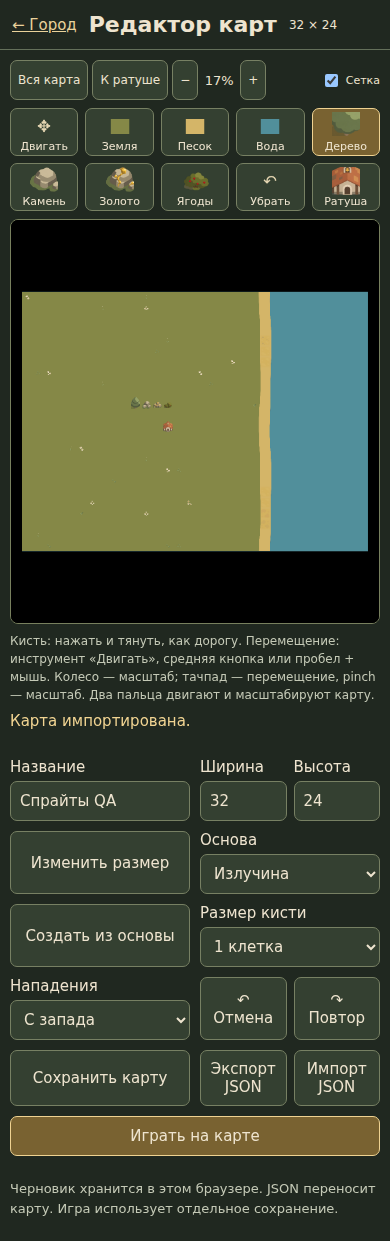 ← Город Редактор карт 32 × 24
Вся карта К ратуше − 17% + Сетка
Двигать Земля Песок Вода Дерево
Камень Золото Ягоды Убрать Ратуша
Кисть: нажать и тянуть, как дорогу. Перемещение:
инструмент «Двигать», средняя кнопка или пробел +
мышь. Колесо — масштаб; тачпад — перемещение, pinch
— масштаб. Два пальца двигают и масштабируют карту.
Карта импортирована.
Название Ширина Высота
Спрайты QA 32 24
Изменить размер
Основа
Излучина
Создать из основы
Размер кисти
1 клетка
Нападения
С запада
↶ Отмена
↷ Повтор
Сохранить карту
Экспорт
JSON
Импорт
JSON
Играть на карте
Черновик хранится в этом браузере. JSON переносит
карту. Игра использует отдельное сохранение.